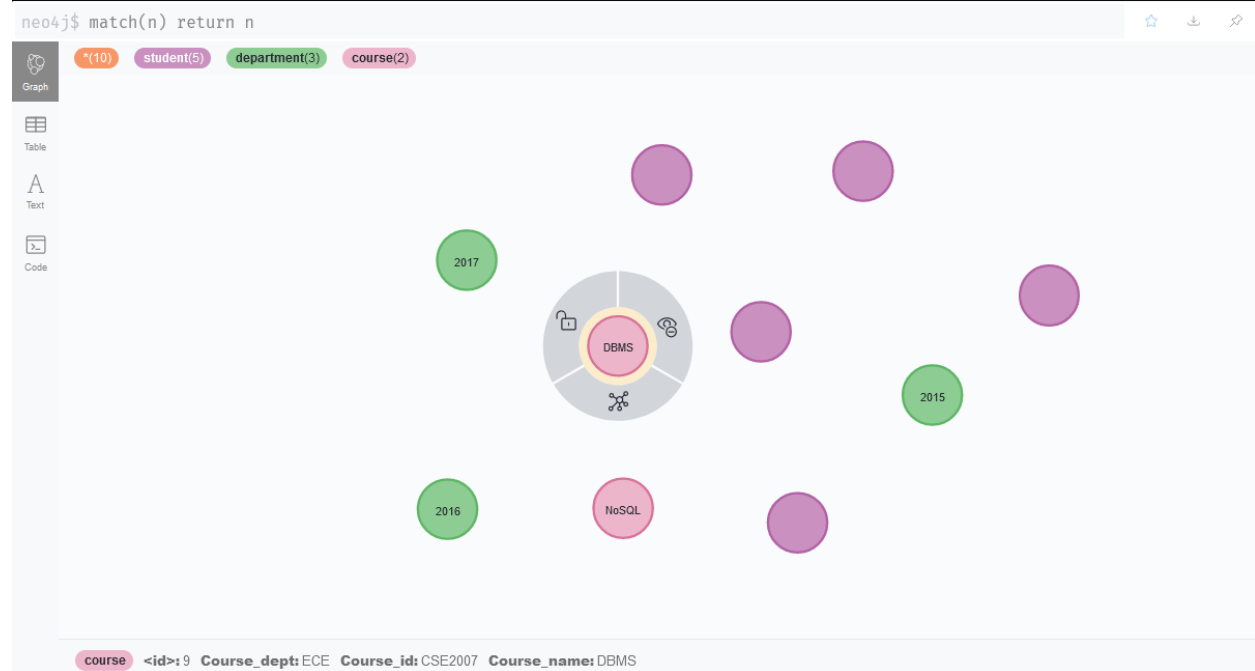 neo4j$ match(n) return n
*(10) student(5) department(3) course(2)
Graph
Table
A
Text
Code
2017
DBMS
2015
2016
NoSQL
course <id>: 9 Course_dept: ECE Course_id: CSE2007 Course_name: DBMS